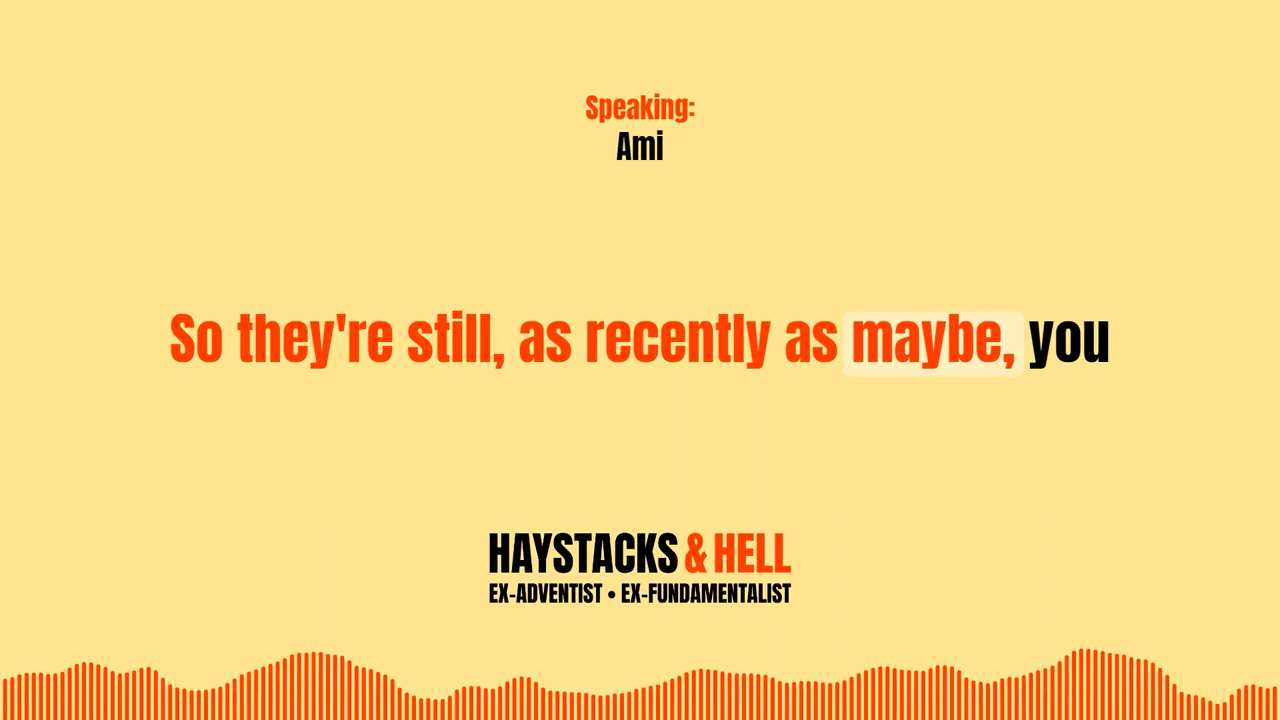 Speaking:
Ami
So they're still, as recently as maybe, you
HAYSTACKS & HELL
EX-ADVENTIST • EX-FUNDAMENTALIST